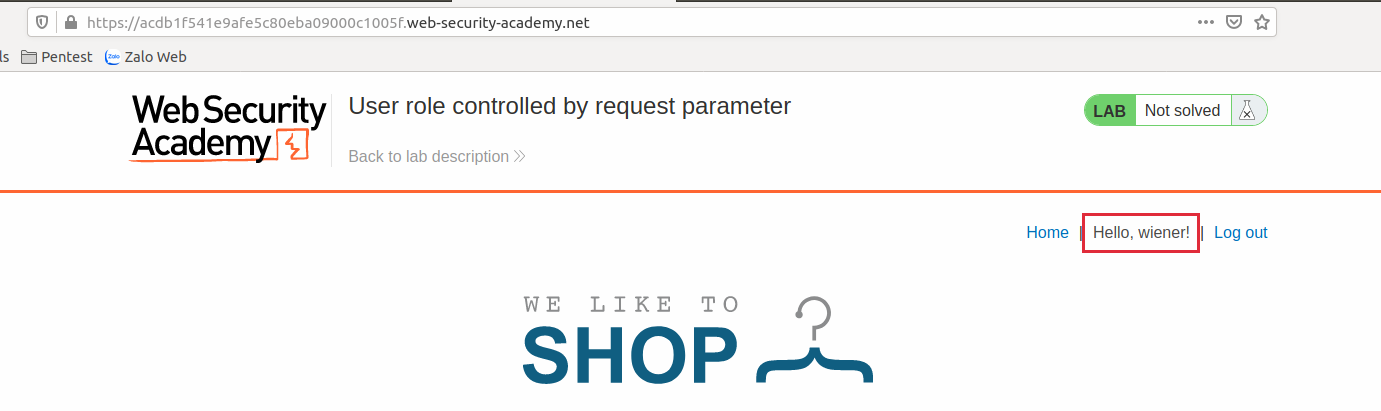 https://acdb1f541e9afe5c80eba09000c1005f.web-security-academy.net
ls Pentest Zalo Web
Web Security
Academy
User role controlled by request parameter
Back to lab description
LAB Not solved
Home | Hello, wiener! | Log out
WE LIKE TO
SHOP